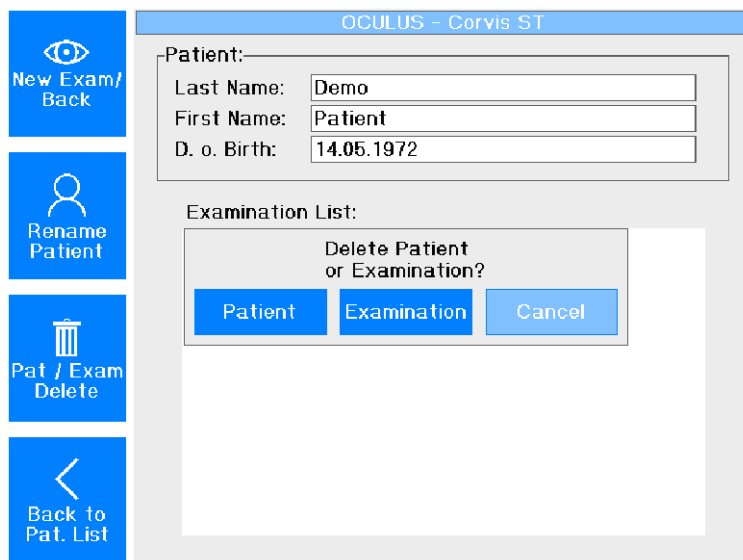 OCULUS - Corvis ST
New Exam/
Back
Patient:
Last Name: Demo
First Name: Patient
D. o. Birth: 14.05.1972
Rename
Patient
Examination List:
Delete Patient
or Examination?
Patient Examination Cancel
Pat / Exam
Delete
Back to
Pat. List